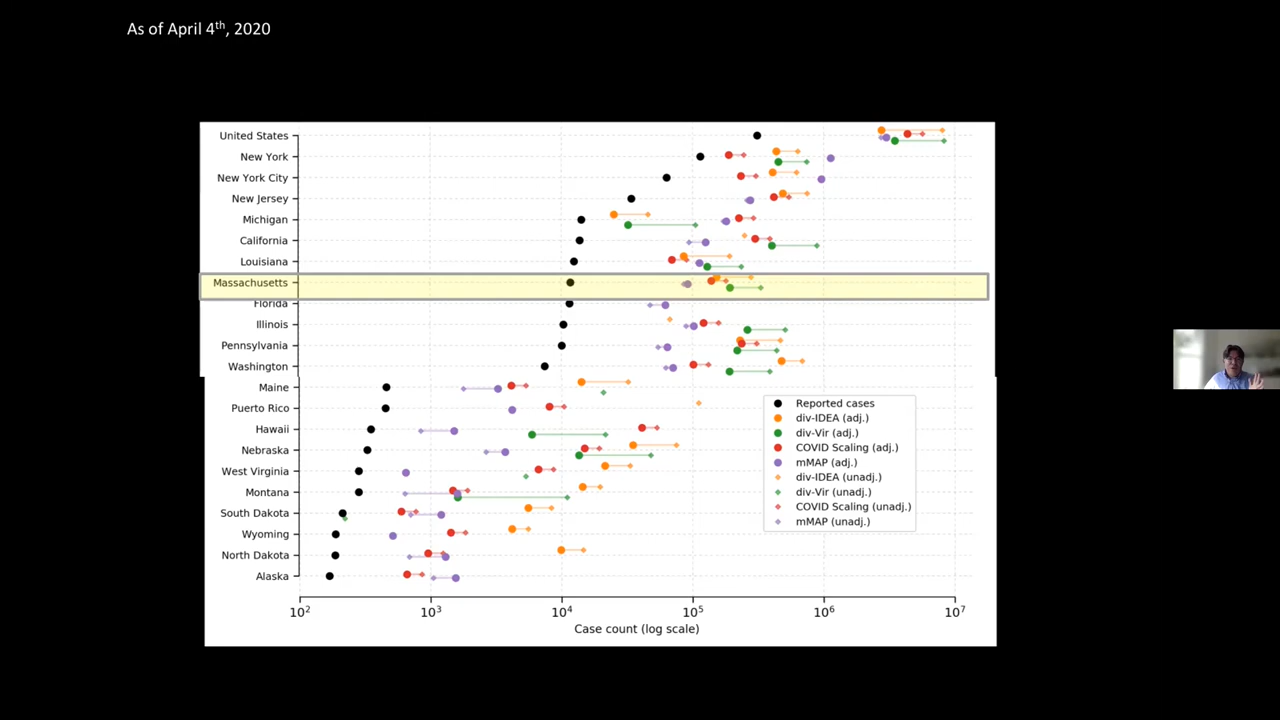 As of April 4th, 2020
United States
New York
New York City
New Jersey
Michigan
California
Louisiana
Massachusetts
Florida
Illinois
Pennsylvania
Washington
Maine
Puerto Rico
Hawaii
Nebraska
West Virginia
Montana
South Dakota
Wyoming
North Dakota
Alaska
Reported cases
div-IDEA (adj.)
div-Vir (adj.)
COVID Scaling (adj.)
mMAP (adj.)
div-IDEA (unadj.)
div-Vir (unadj.)
COVID Scaling (unadj.)
mMAP (unadj.)
10² 10³ 10⁴ 10⁵ 10⁶ 10⁷
Case count (log scale)